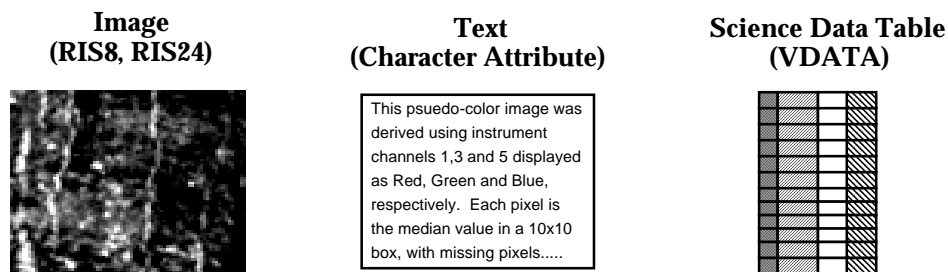 Image
(RIS8, RIS24)
Text
(Character Attribute)
Science Data Table
(VDATA)
This psuedo-color image was
derived using instrument
channels 1,3 and 5 displayed
as Red, Green and Blue,
respectively.  Each pixel is
the median value in a 10x10
box, with missing pixels.....